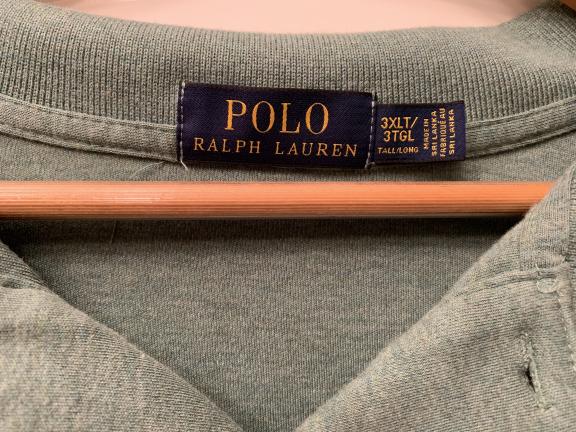 POLO
RALPH LAUREN
3XLT/
3TGL
TALL/LONG
MADE IN
SRI LANKA
FABRIQUÉ AU
SRI LANKA